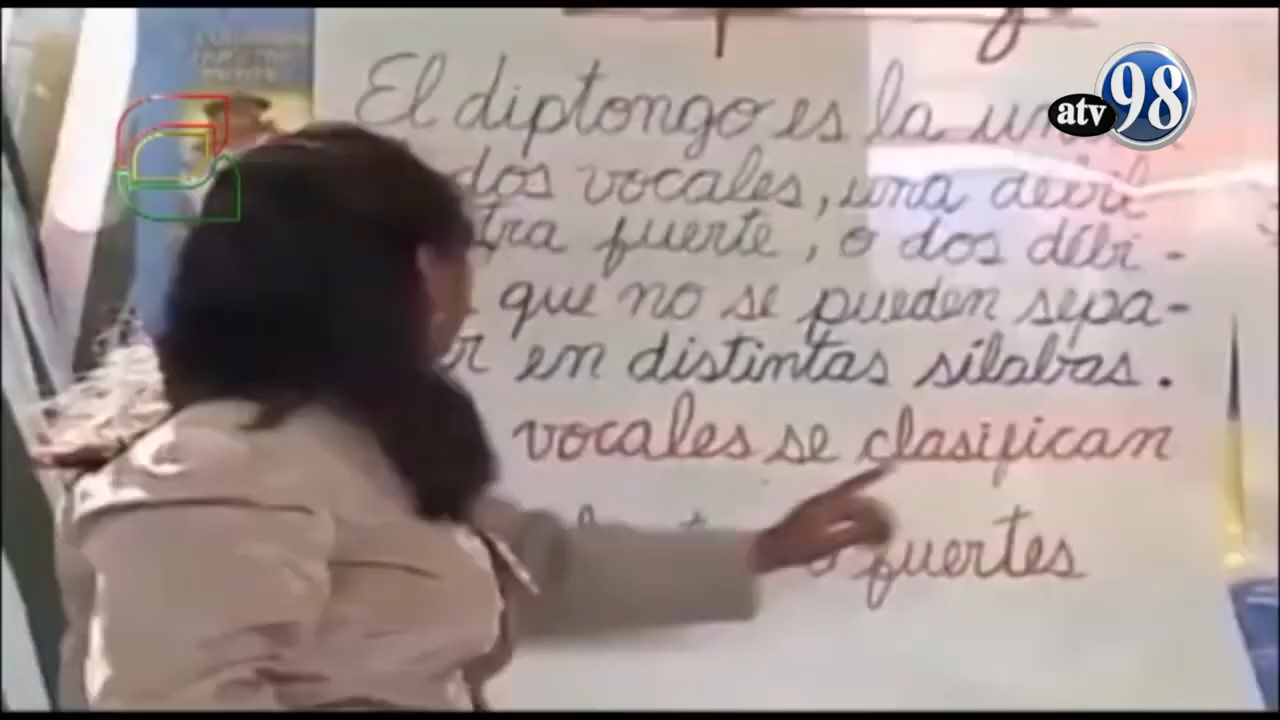 atv 98
El diptongo es la
dos vocales, una débil
tra fuerte, o dos débi-
que no se pueden sepa-
r en distintas sílabas.
vocales se clasifican
o fuertes